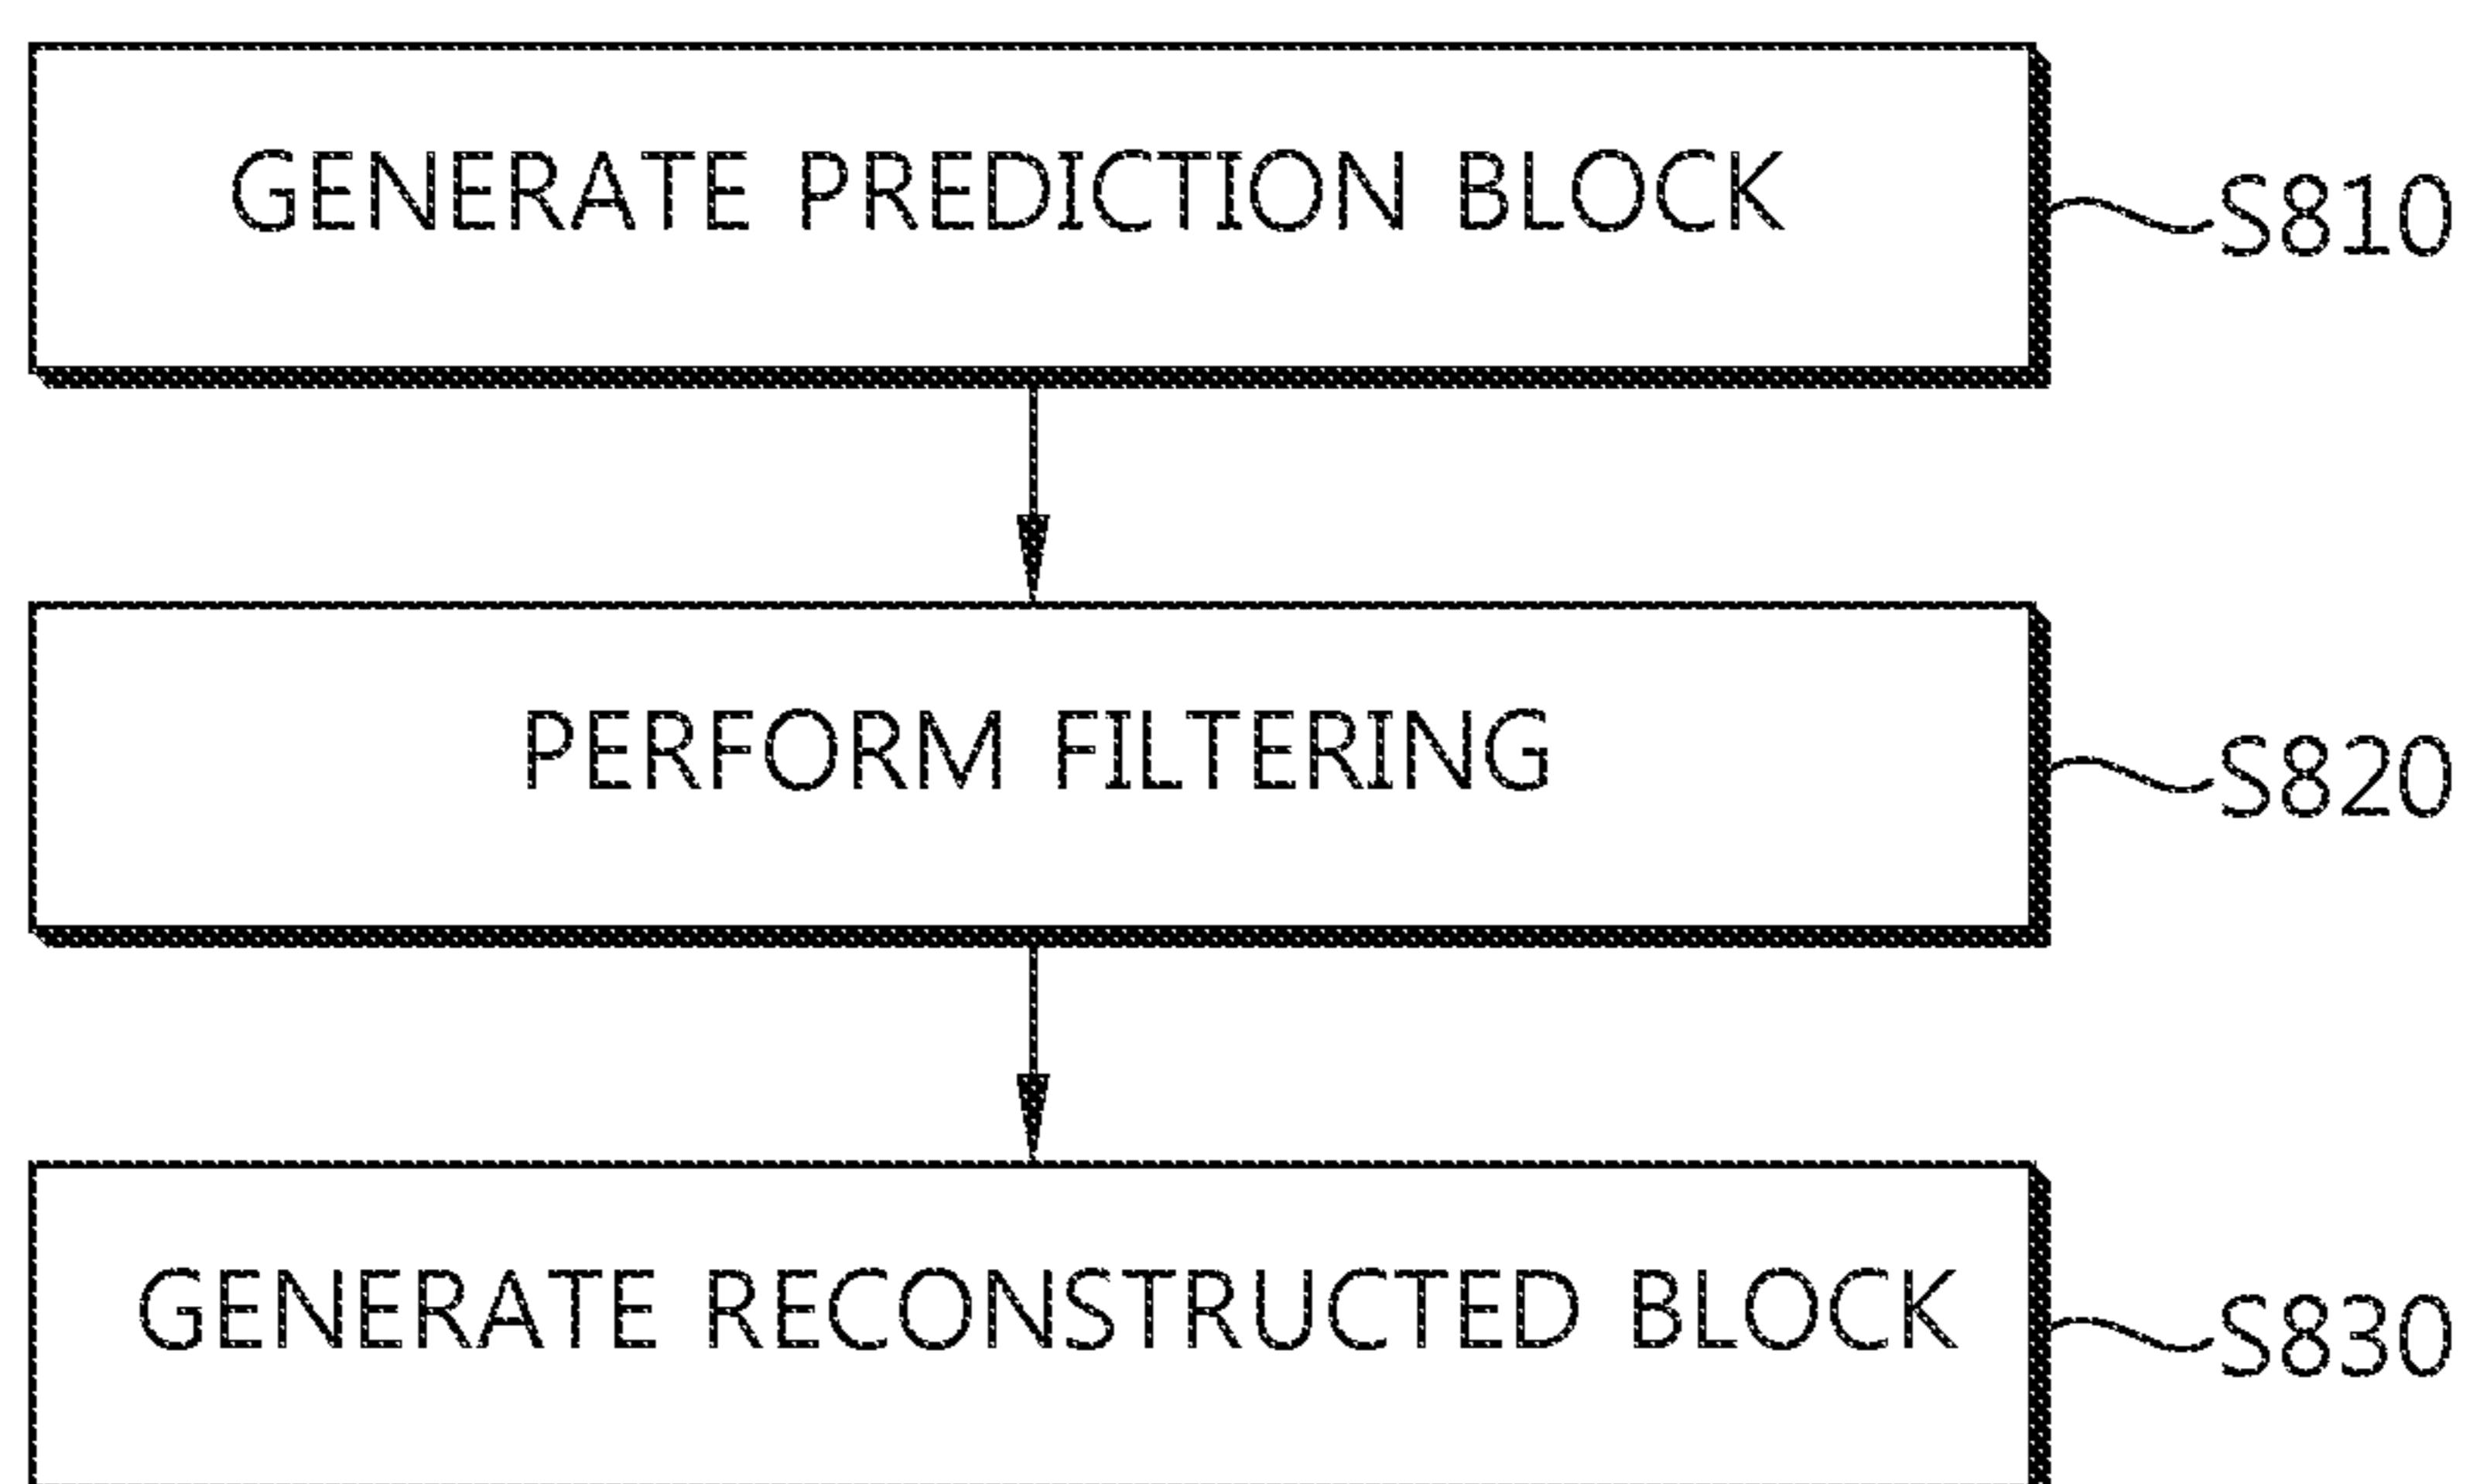 GENERATE PREDICTION BLOCK
S810
PERFORM FILTERING
S820
GENERATE RECONSTRUCTED BLOCK
S830